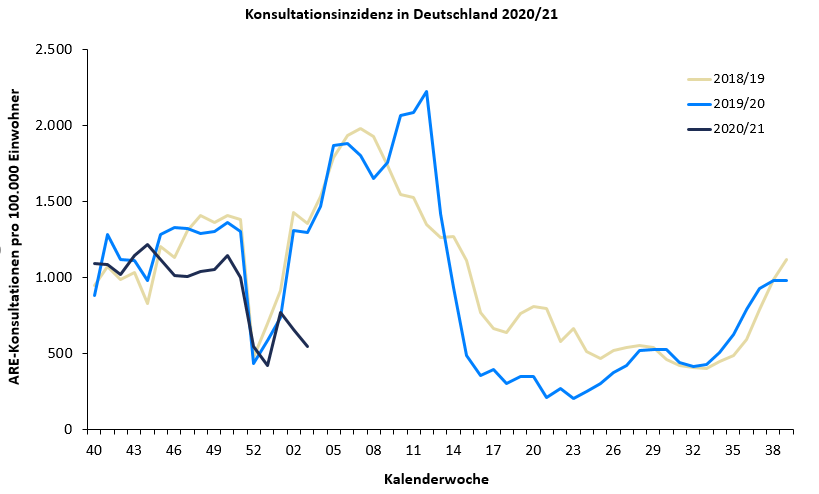 Konsultationsinzidenz in Deutschland 2020/21
ARE-Konsultationen pro 100.000 Einwohner
2.500
2.000
1.500
1.000
500
0
2018/19
2019/20
2020/21
40 43 46 49 52 02 05 08 11 14 17 20 23 26 29 32 35 38
Kalenderwoche